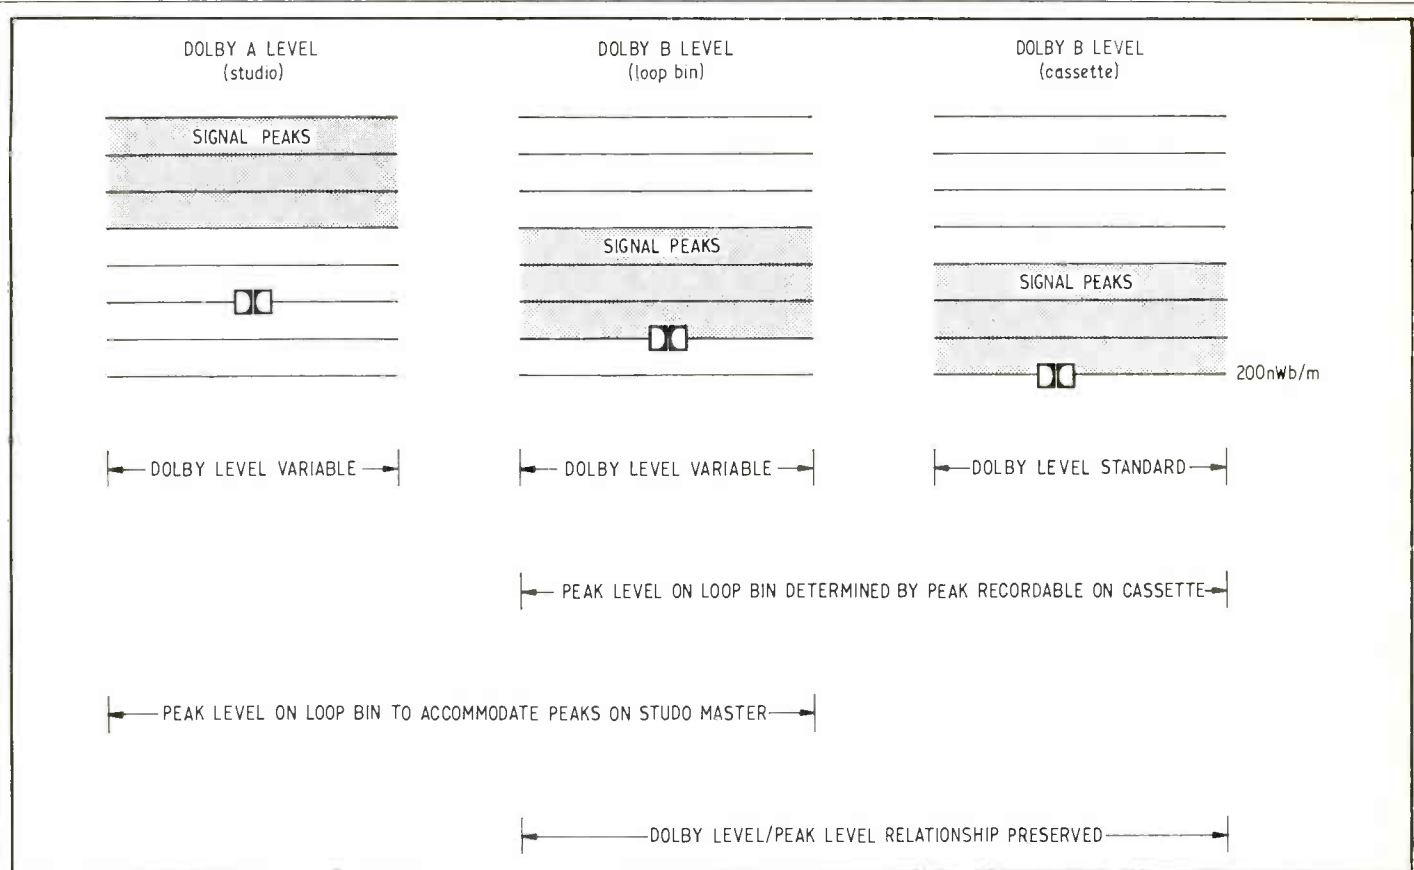 DOLBY A LEVEL
(studio)
DOLBY B LEVEL
(loop bin)
DOLBY B LEVEL
(cassette)
SIGNAL PEAKS
SIGNAL PEAKS
SIGNAL PEAKS
200nWb/m
DOLBY LEVEL VARIABLE
DOLBY LEVEL VARIABLE
DOLBY LEVEL STANDARD
PEAK LEVEL ON LOOP BIN DETERMINED BY PEAK RECORDABLE ON CASSETTE
PEAK LEVEL ON LOOP BIN TO ACCOMMODATE PEAKS ON STUDO MASTER
DOLBY LEVEL/PEAK LEVEL RELATIONSHIP PRESERVED